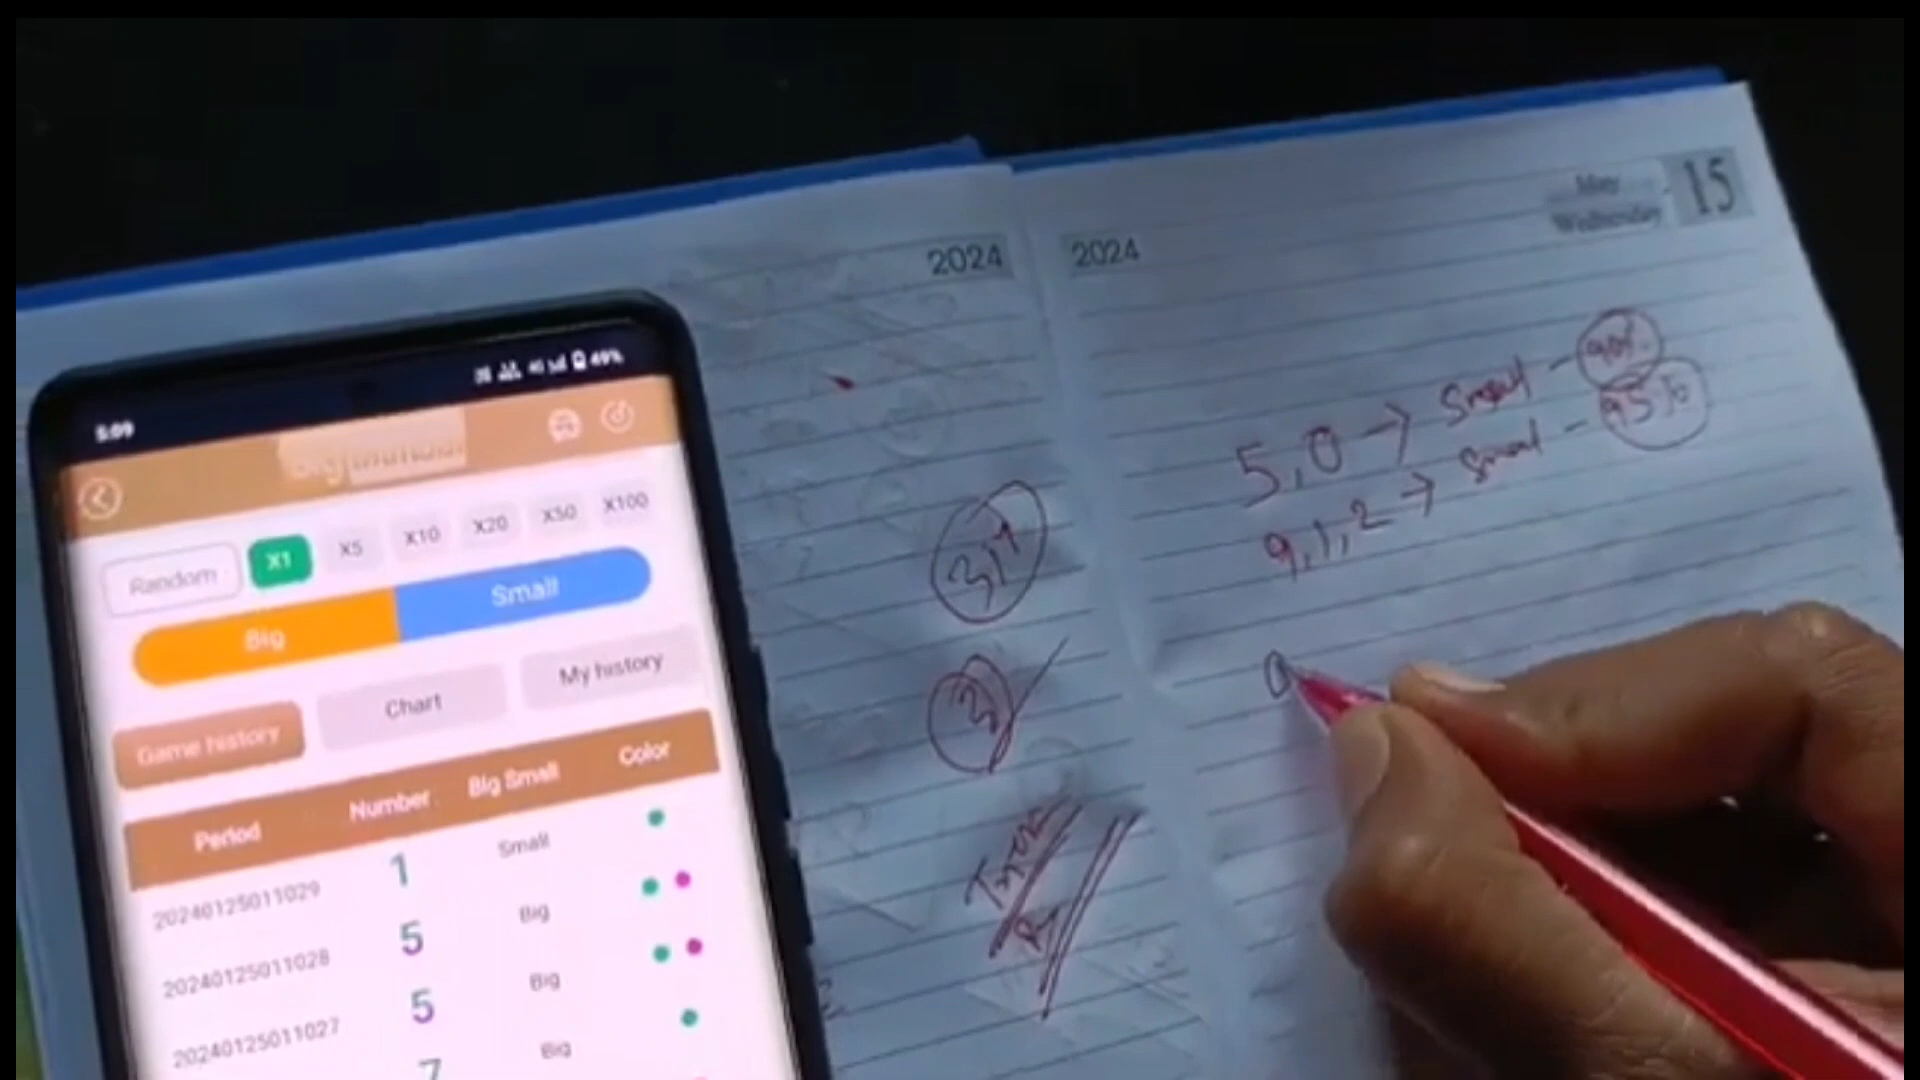 2024
2024
May
Wednesday
15
5:09
49%
Random
X1
X5
X10
X20
X50
X100
Big
Small
Game history
Chart
My history
Period
Number
Big Small
Color
20240125011029
1
Small
20240125011028
5
Big
20240125011027
5
Big
7
Big
5,0 → Small - 90%
9,1,2 → Small - 95%
3